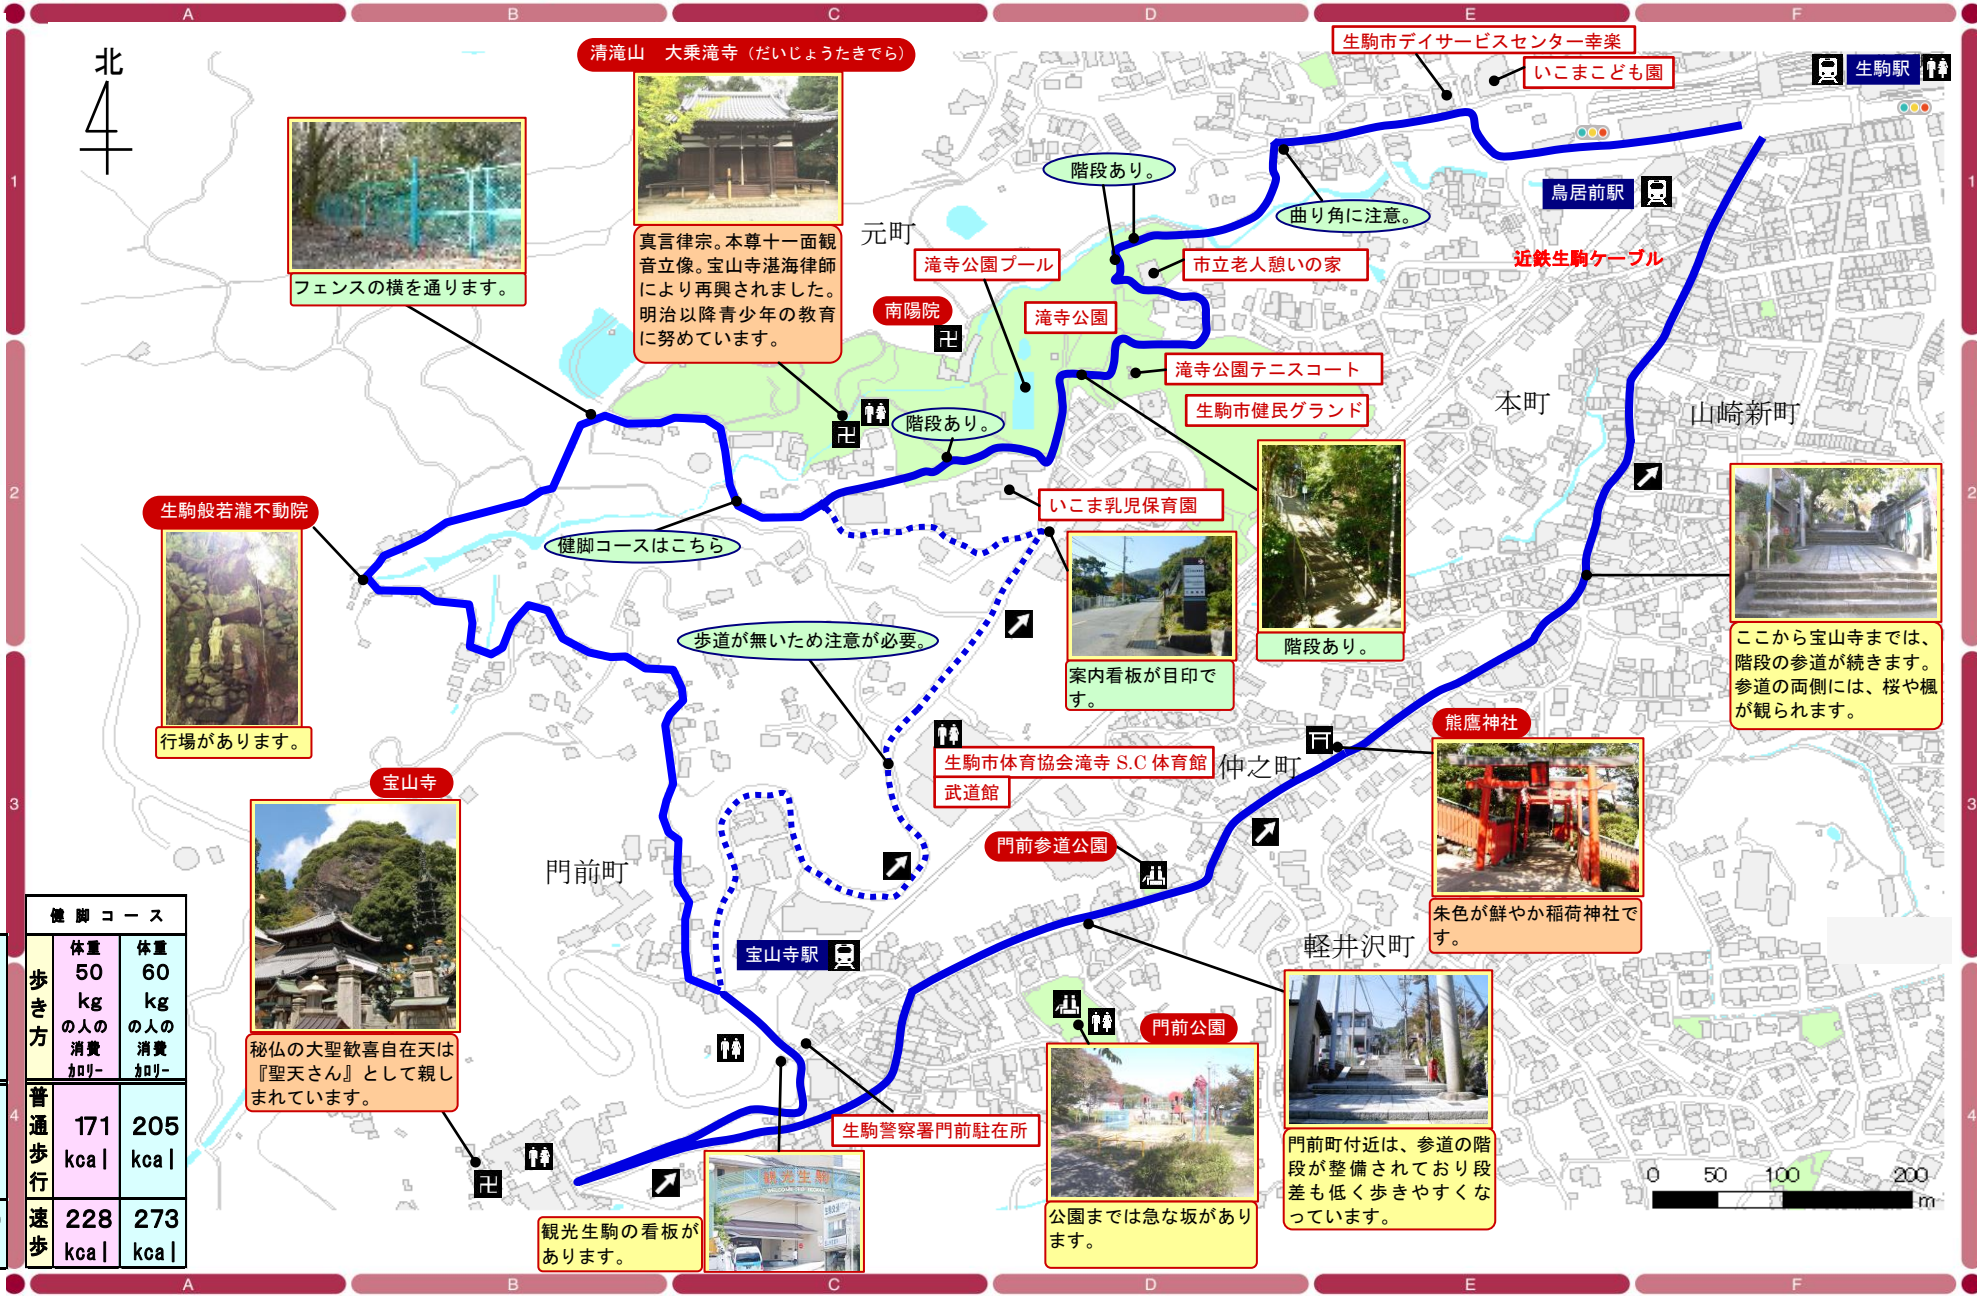 A B C D E F
北
清滝山 大乗滝寺（だいじょうたきでら）
生駒市デイサービスセンター幸楽
いこまこども園
生駒駅
真言律宗。本尊十一面観
音立像。宝山寺湛海律師
により再興されました。
明治以降青少年の教育
に努めています。
フェンスの横を通ります。
階段あり。
曲り角に注意。
鳥居前駅
近鉄生駒ケーブル
元町
滝寺公園プール
市立老人憩いの家
南陽院
滝寺公園
滝寺公園テニスコート
生駒市健民グランド
本町
山崎新町
階段あり。
いこま乳児保育園
生駒般若瀧不動院
健脚コースはこちら
行場があります。
歩道が無いため注意が必要。
案内看板が目印で
す。
階段あり。
ここから宝山寺までは、
階段の参道が続きます。
参道の両側には、桜や楓
が観られます。
熊鷹神社
生駒市体育協会滝寺 S.C 体育館
武道館
仲之町
宝山寺
門前参道公園
門前町
朱色が鮮やか稲荷神社で
す。
軽井沢町
宝山寺駅
門前公園
秘仏の大聖歓喜自在天は
『聖天さん』として親し
まれています。
生駒警察署門前駐在所
観光生駒
観光生駒の看板が
あります。
公園までは急な坂があり
ます。
門前町付近は、参道の階
段が整備されており段
差も低く歩きやすくな
っています。
健脚コース
歩き方
体重
50
kg
の人の
消費
カロリー
体重
60
kg
の人の
消費
カロリー
普通歩行
171
kcal
205
kcal
速歩
228
kcal
273
kcal
0 50 100 200
m
1
2
3
4
1
2
3
4
A B C D E F